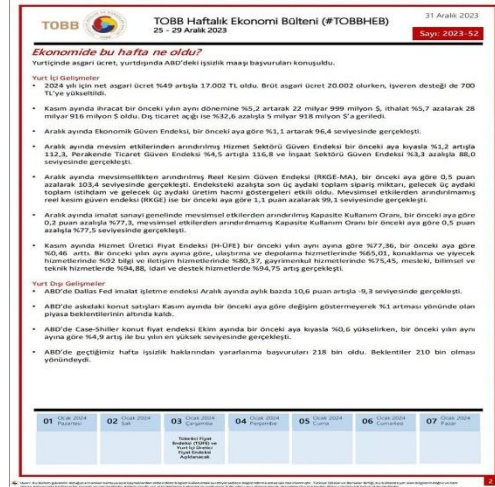 TOBB
TOBB Haftalık Ekonomi Bülteni (#TOBBHEB)
25 - 29 Aralık 2023
31 Aralık 2023
Sayı: 2023-52
Ekonomide bu hafta ne oldu?
Yurtiçinde asgari ücret, yurtdışında ABD'deki işsizlik maaşı başvuruları konuşuldu.
Yurt İçi Gelişmeler
• 2024 yılı için net asgari ücret %49 artışla 17.002 TL oldu. Brüt asgari ücret 20.002 olurken, işveren desteği de 700
TL'ye yükseltildi.
• Kasım ayında ihracat bir önceki yılın aynı dönemine %5,2 artarak 22 milyar 999 milyon $, ithalat %5,7 azalarak 28
milyar 916 milyon $ oldu. Dış ticaret açığı ise %32,6 azalışla 5 milyar 918 milyon $'a geriledi.
• Aralık ayında Ekonomik Güven Endeksi, bir önceki aya göre %1,1 artarak 96,4 seviyesinde gerçekleşti.
• Aralık ayında mevsim etkilerinden arındırılmış Hizmet Sektörü Güven Endeksi bir önceki aya kıyasla %1,2 artışla
112,3, Perakende Ticaret Güven Endeksi %4,5 artışla 116,8 ve İnşaat Sektörü Güven Endeksi %3,3 azalışla 88,0
seviyesinde gerçekleşti.
• Aralık ayında mevsimsellikten arındırılmış Reel Kesim Güven Endeksi (RKGE-MA), bir önceki aya göre 0,5 puan
azalarak 103,4 seviyesinde gerçekleşti. Endeksteki azalışta son üç aydaki toplam sipariş miktarı, gelecek üç aydaki
toplam istihdam ve gelecek üç aydaki üretim hacmi göstergeleri etkili oldu. Mevsimsel etkilerden arındırılmamış
reel kesim güven endeksi (RKGE) ise bir önceki aya göre 1,1 puan azalarak 99,1 seviyesinde gerçekleşti.
• Aralık ayında imalat sanayi genelinde mevsimsel etkilerden arındırılmış Kapasite Kullanım Oranı, bir önceki aya göre
0,2 puan azalışla %77,3, mevsimsel etkilerden arındırılmamış Kapasite Kullanım Oranı bir önceki aya göre 0,5 puan
azalışla %77,5 seviyesinde gerçekleşti.
• Kasım ayında Hizmet Üretici Fiyat Endeksi (H-ÜFE) bir önceki yılın aynı ayına göre %77,36, bir önceki aya göre
%0,46 arttı. Bir önceki yılın aynı ayına göre, ulaştırma ve depolama hizmetlerinde %65,01, konaklama ve yiyecek
hizmetlerinde %92 bilgi ve iletişim hizmetlerinde %80,37, gayrimenkul hizmetlerinde %75,45, mesleki, bilimsel ve
teknik hizmetlerde %94,88, idari ve destek hizmetlerde %94,75 artış gerçekleşti.
Yurt Dışı Gelişmeler
• ABD'de Dallas Fed imalat işletme endeksi Aralık ayında aylık bazda 10,6 puan artışla -9,3 seviyesinde gerçekleşti.
• ABD'de askıdaki konut satışları Kasım ayında bir önceki aya göre değişim göstermeyerek %1 artması yönünde olan
piyasa beklentilerinin altında kaldı.
• ABD'de Case-Shiller konut fiyat endeksi Ekim ayında bir önceki aya kıyasla %0,6 yükselirken, bir önceki yılın aynı
ayına göre %4,9 artış ile bu yılın en yüksek seviyesinde gerçekleşti.
• ABD'de geçtiğimiz hafta işsizlik haklarından yararlanma başvuruları 218 bin oldu. Beklentiler 210 bin olması
yönündeydi.
01 Ocak 2024 Pazartesi
02 Ocak 2024 Salı
03 Ocak 2024 Çarşamba
04 Ocak 2024 Perşembe
05 Ocak 2024 Cuma
06 Ocak 2024 Cumartesi
07 Ocak 2024 Pazar
Tüketici Fiyat
Endeksi (TÜFE) ve
Yurt İçi Üretici
Fiyat Endeksi
Açıklanacak
2